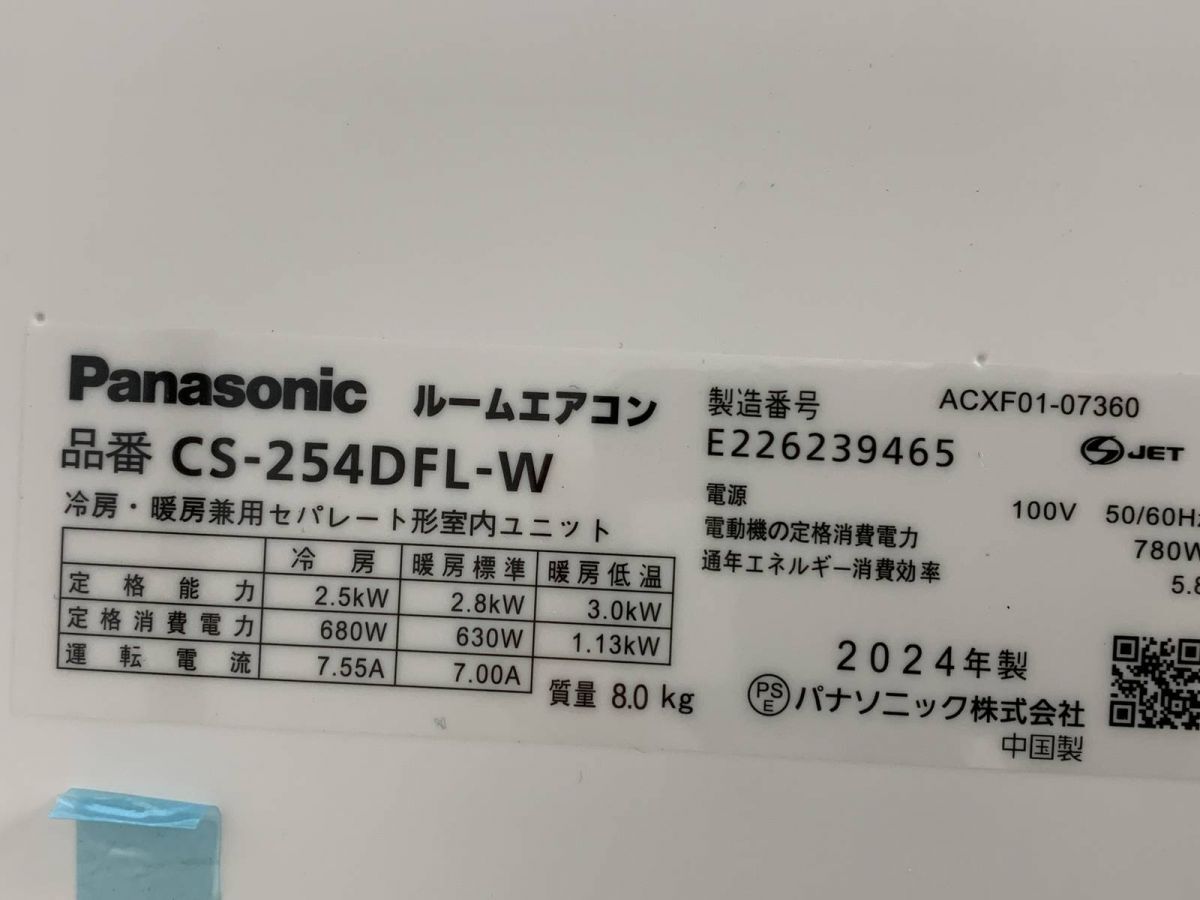 Panasonic ルームエアコン
品番 CS-254DFL-W
冷房・暖房兼用セパレート形室内ユニット
冷房 暖房標準 暖房低温
定格能力 2.5kW 2.8kW 3.0kW
定格消費電力 680W 630W 1.13kW
運転電流 7.55A 7.00A
質量 8.0 kg
製造番号 ACXF01-07360
E226239465 JET
電源 100V 50/60Hz
電動機の定格消費電力 780W
通年エネルギー消費効率 5.8
2024年製
PS E パナソニック株式会社
中国製